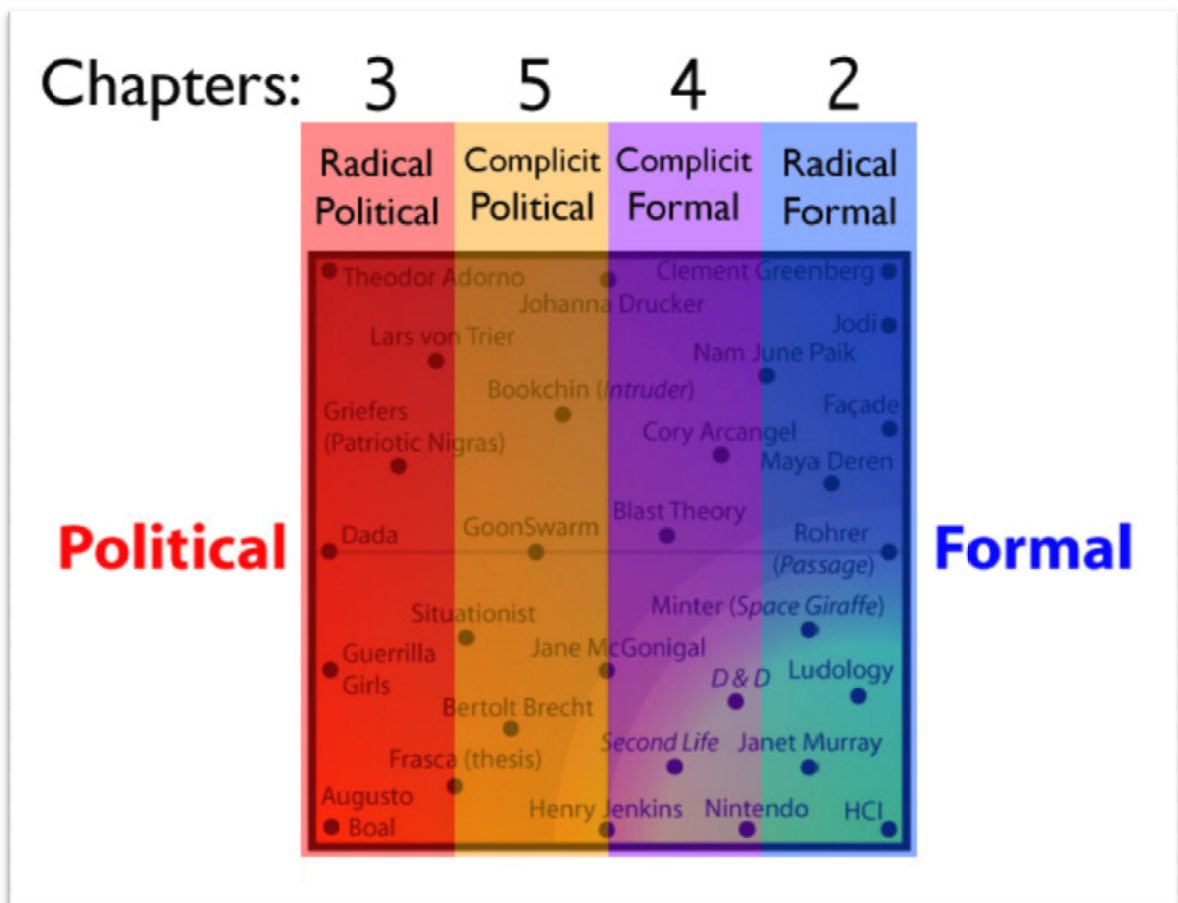 Chapters: 3 5 4 2
Radical Political
Complicit Political
Complicit Formal
Radical Formal
Theodor Adorno
Clement Greenberg
Johanna Drucker
Jodi
Lars von Trier
Nam June Paik
Bookchin (Intruder)
Façade
Griefers
(Patriotic Nigras)
Cory Arcangel
Maya Deren
Blast Theory
Political
Dada
GoonSwarm
Rohrer
(Passage)
Formal
Situationist
Minter (Space Giraffe)
Guerrilla
Girls
Jane McGonigal
D & D
Ludology
Bertolt Brecht
Second Life
Janet Murray
Frasca (thesis)
Augusto
Boal
Henry Jenkins
Nintendo
HCI